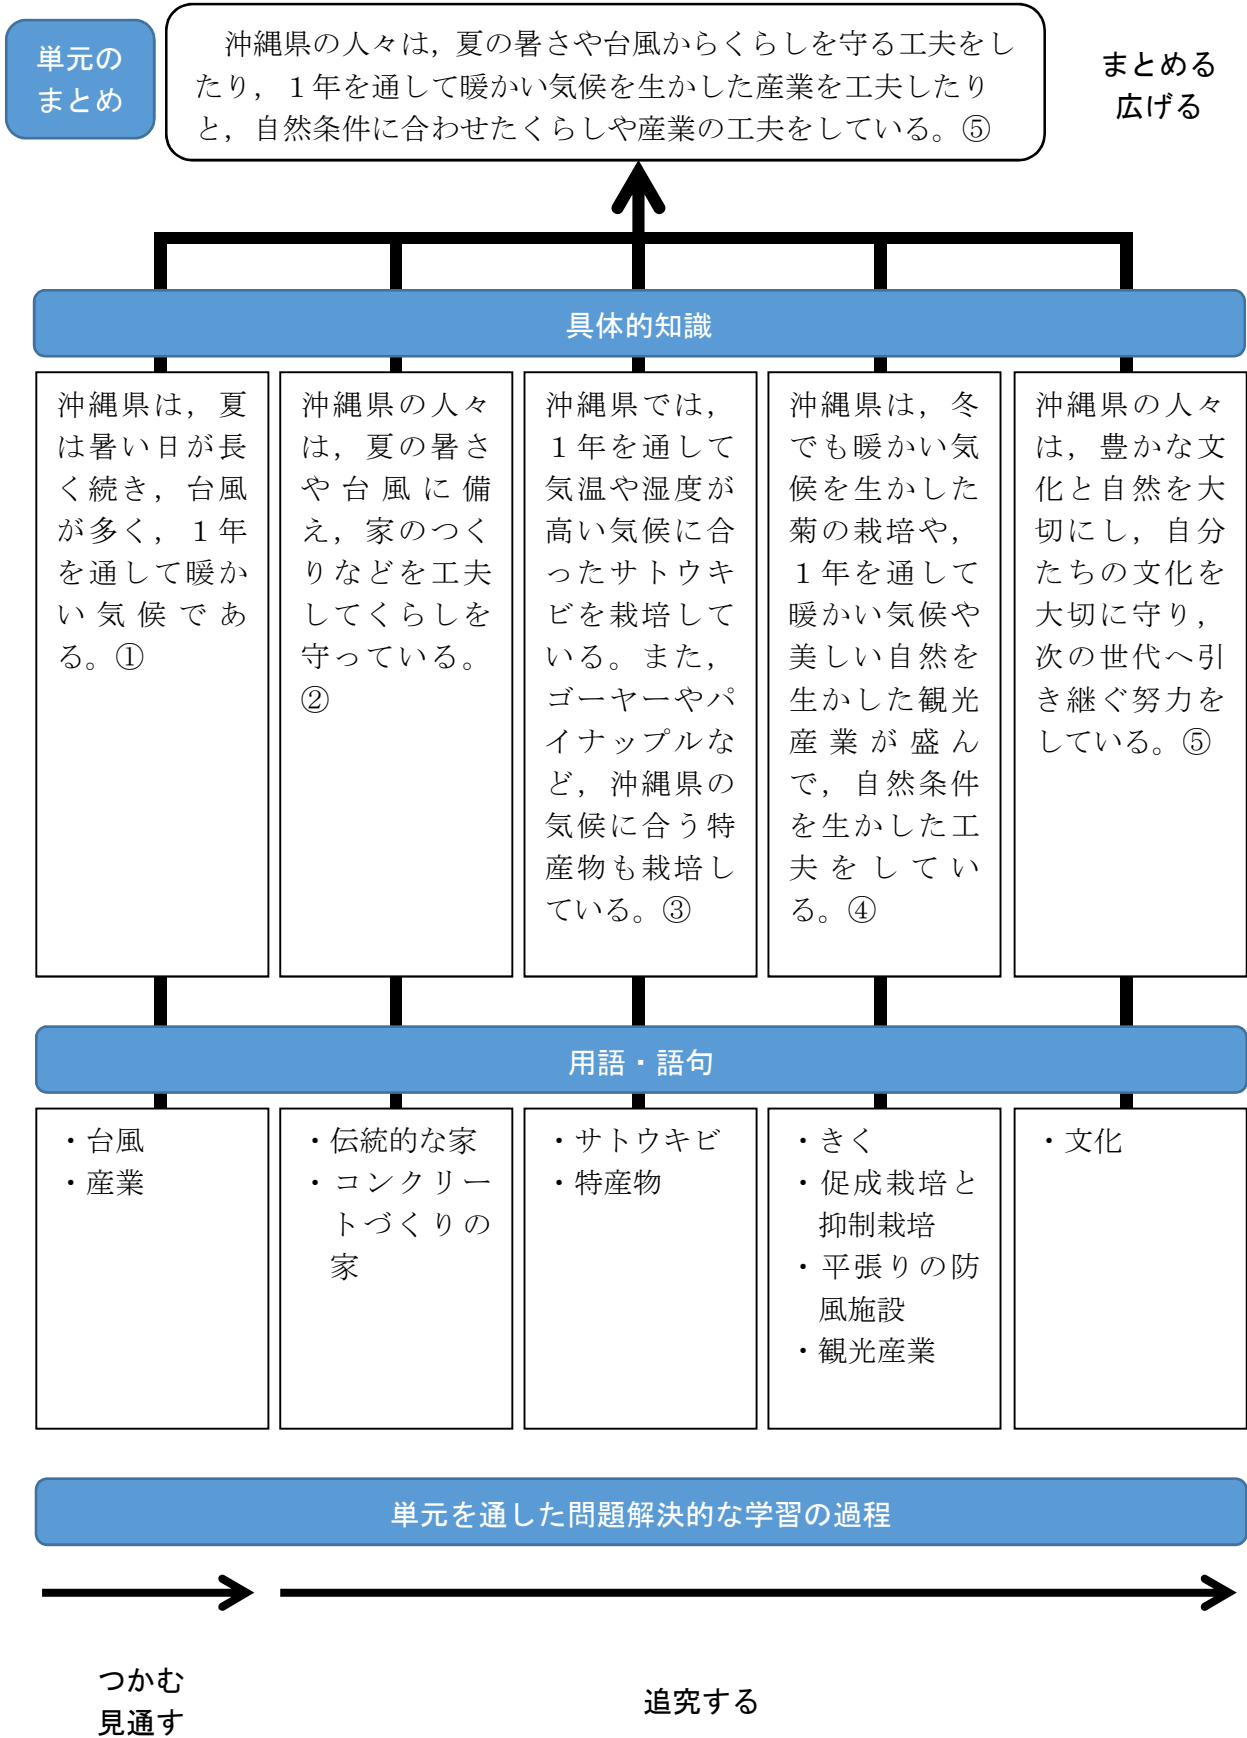 単元の
まとめ
沖縄県の人々は，夏の暑さや台風からくらしを守る工夫をし
たり，１年を通して暖かい気候を生かした産業を工夫したり
と，自然条件に合わせたくらしや産業の工夫をしている。⑤
まとめる
広げる
具体的知識
沖縄県は，夏
は暑い日が長
く続き，台風
が多く，１年
を通して暖か
い気候であ
る。①
沖縄県の人々
は，夏の暑さ
や台風に備
え，家のつく
りなどを工夫
してくらしを
守っている。
②
沖縄県では，
１年を通して
気温や湿度が
高い気候に合
ったサトウキ
ビを栽培して
いる。また，
ゴーヤーやパ
イナップルな
ど，沖縄県の
気候に合う特
産物も栽培し
ている。③
沖縄県は，冬
でも暖かい気
候を生かした
菊の栽培や，
１年を通して
暖かい気候や
美しい自然を
生かした観光
産業が盛ん
で，自然条件
を生かした工
夫をしてい
る。④
沖縄県の人々
は，豊かな文
化と自然を大
切にし，自分
たちの文化を
大切に守り，
次の世代へ引
き継ぐ努力を
している。⑤
用語・語句
・台風
・産業
・伝統的な家
・コンクリー
トづくりの
家
・サトウキビ
・特産物
・きく
・促成栽培と
抑制栽培
・平張りの防
風施設
・観光産業
・文化
単元を通した問題解決的な学習の過程
つかむ
見通す
追究する